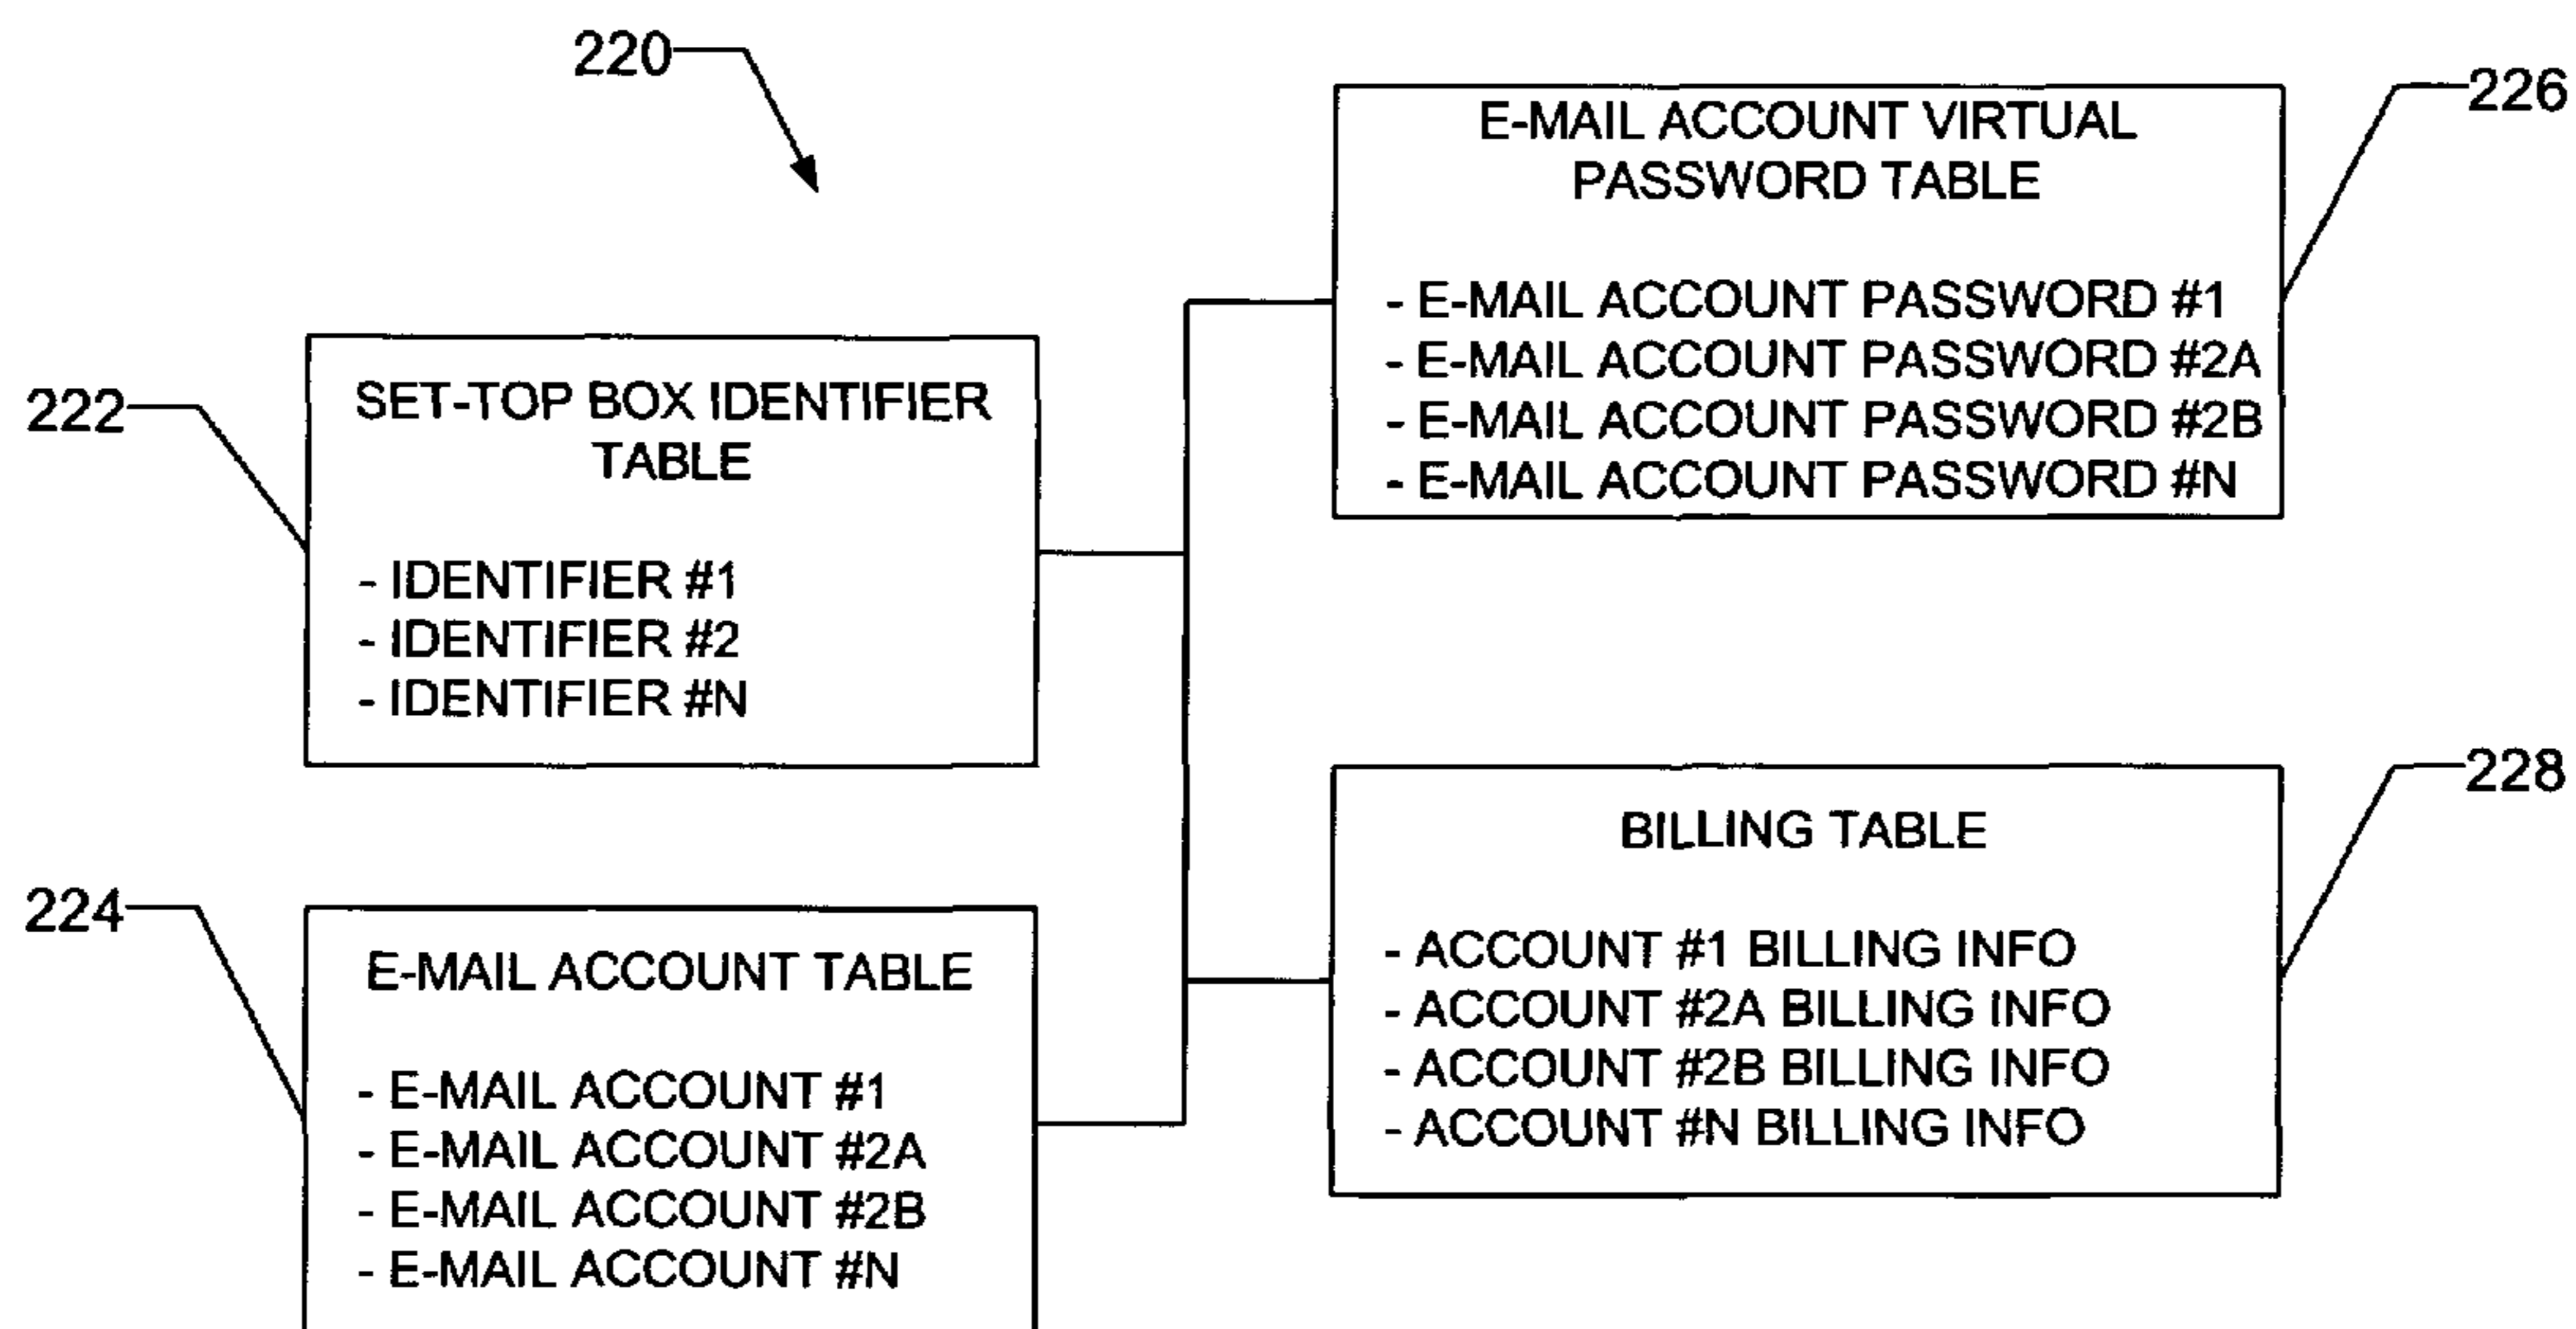 220
226
E-MAIL ACCOUNT VIRTUAL
PASSWORD TABLE
- E-MAIL ACCOUNT PASSWORD #1
- E-MAIL ACCOUNT PASSWORD #2A
- E-MAIL ACCOUNT PASSWORD #2B
- E-MAIL ACCOUNT PASSWORD #N
222
SET-TOP BOX IDENTIFIER
TABLE
- IDENTIFIER #1
- IDENTIFIER #2
- IDENTIFIER #N
228
BILLING TABLE
- ACCOUNT #1 BILLING INFO
- ACCOUNT #2A BILLING INFO
- ACCOUNT #2B BILLING INFO
- ACCOUNT #N BILLING INFO
224
E-MAIL ACCOUNT TABLE
- E-MAIL ACCOUNT #1
- E-MAIL ACCOUNT #2A
- E-MAIL ACCOUNT #2B
- E-MAIL ACCOUNT #N